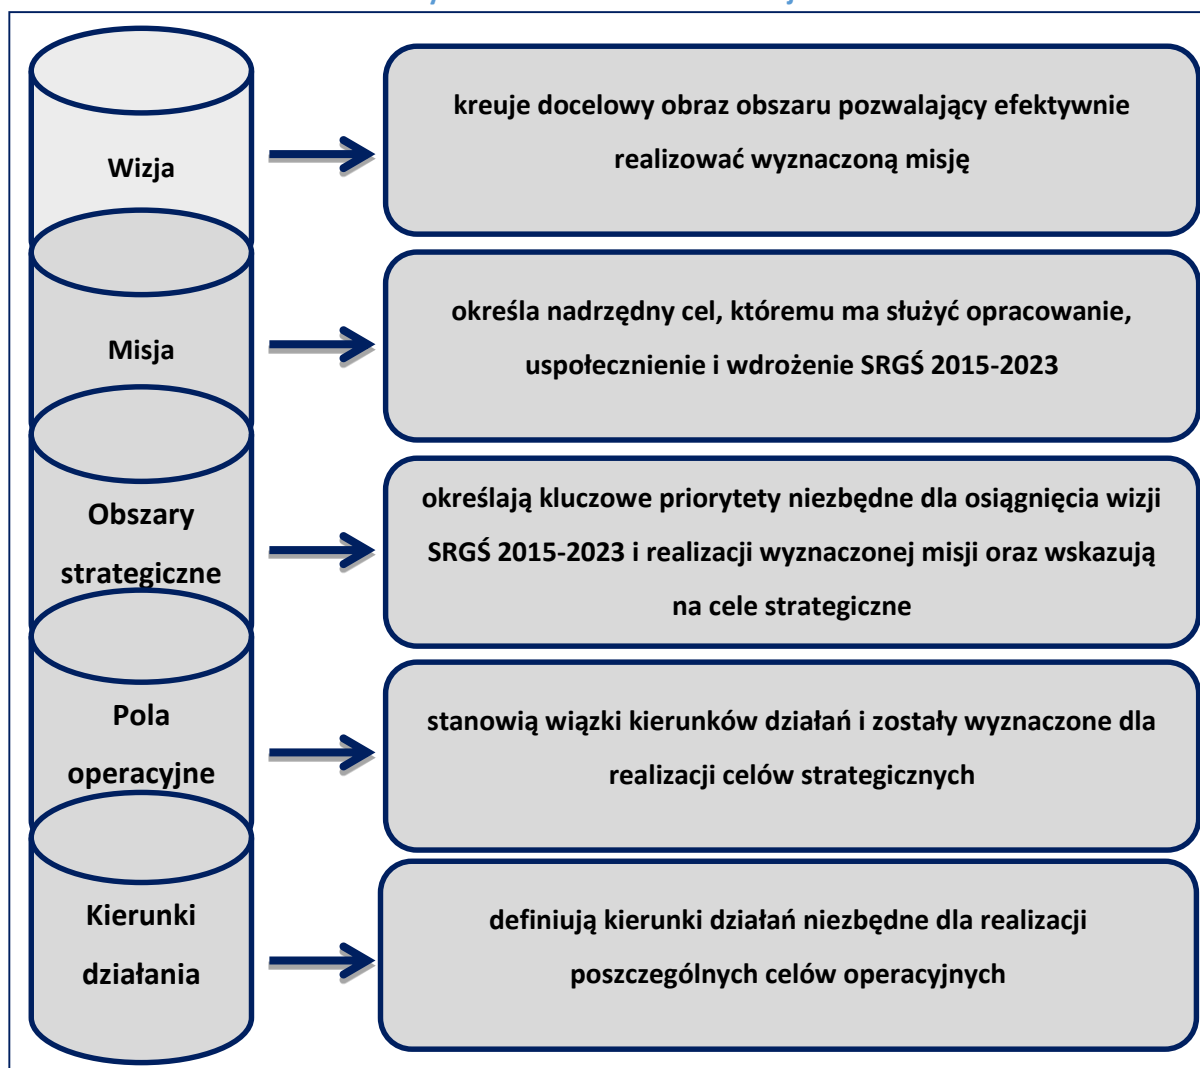 Wizja
kreuje docelowy obraz obszaru pozwalający efektywnie
realizować wyznaczoną misję
Misja
określa nadrzędny cel, któremu ma służyć opracowanie,
uspołecznienie i wdrożenie SRGŚ 2015-2023
Obszary
strategiczne
określają kluczowe priorytety niezbędne dla osiągnięcia wizji
SRGŚ 2015-2023 i realizacji wyznaczonej misji oraz wskazują
na cele strategiczne
Pola
operacyjne
stanowią wiązki kierunków działań i zostały wyznaczone dla
realizacji celów strategicznych
Kierunki
działania
definiują kierunki działań niezbędne dla realizacji
poszczególnych celów operacyjnych